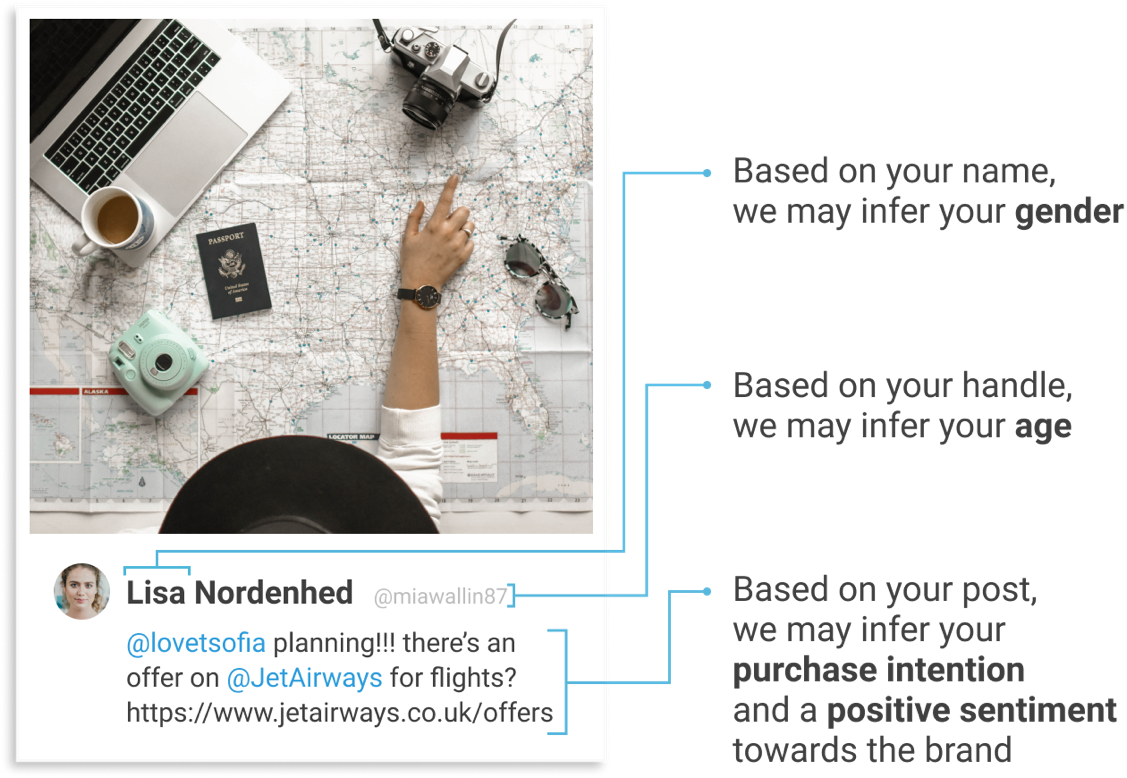 PASSPORT
United States
of America
ALASKA
LOCATOR MAP
Based on your name,
we may infer your gender
Based on your handle,
we may infer your age
Lisa Nordenhed @miawallin87
@lovetsofia planning!!! there’s an
offer on @JetAirways for flights?
https://www.jetairways.co.uk/offers
Based on your post,
we may infer your
purchase intention
and a positive sentiment
towards the brand